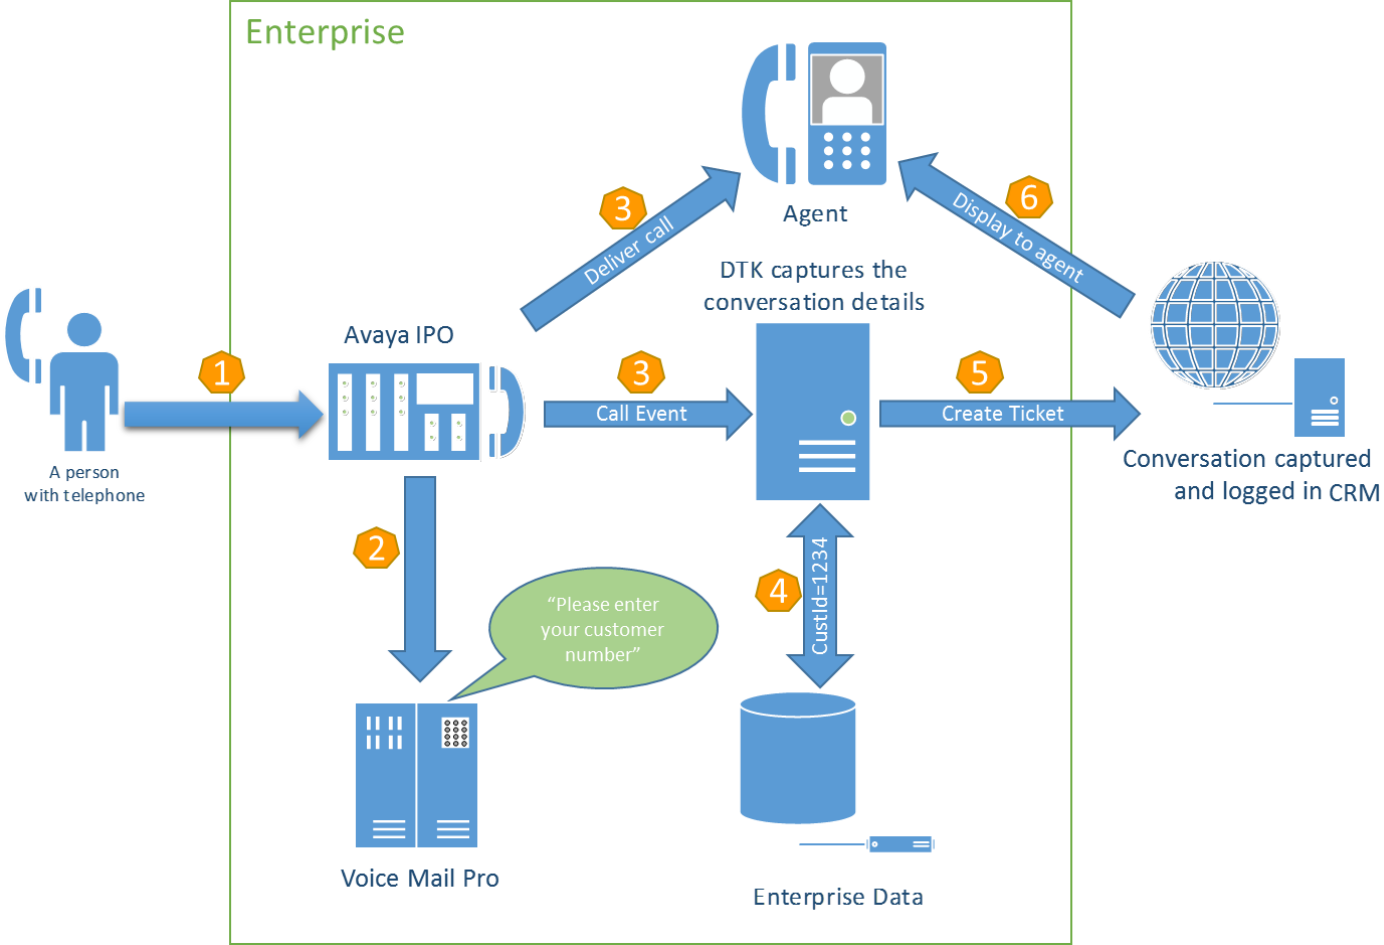 Enterprise
Agent
3
Deliver call
6
Display to agent
DTK captures the
conversation details
Avaya IPO
1
3
Call Event
5
Create Ticket
A person
with telephone
Conversation captured
and logged in CRM
2
4
CustId=1234
“Please enter
your customer
number”
Voice Mail Pro
Enterprise Data